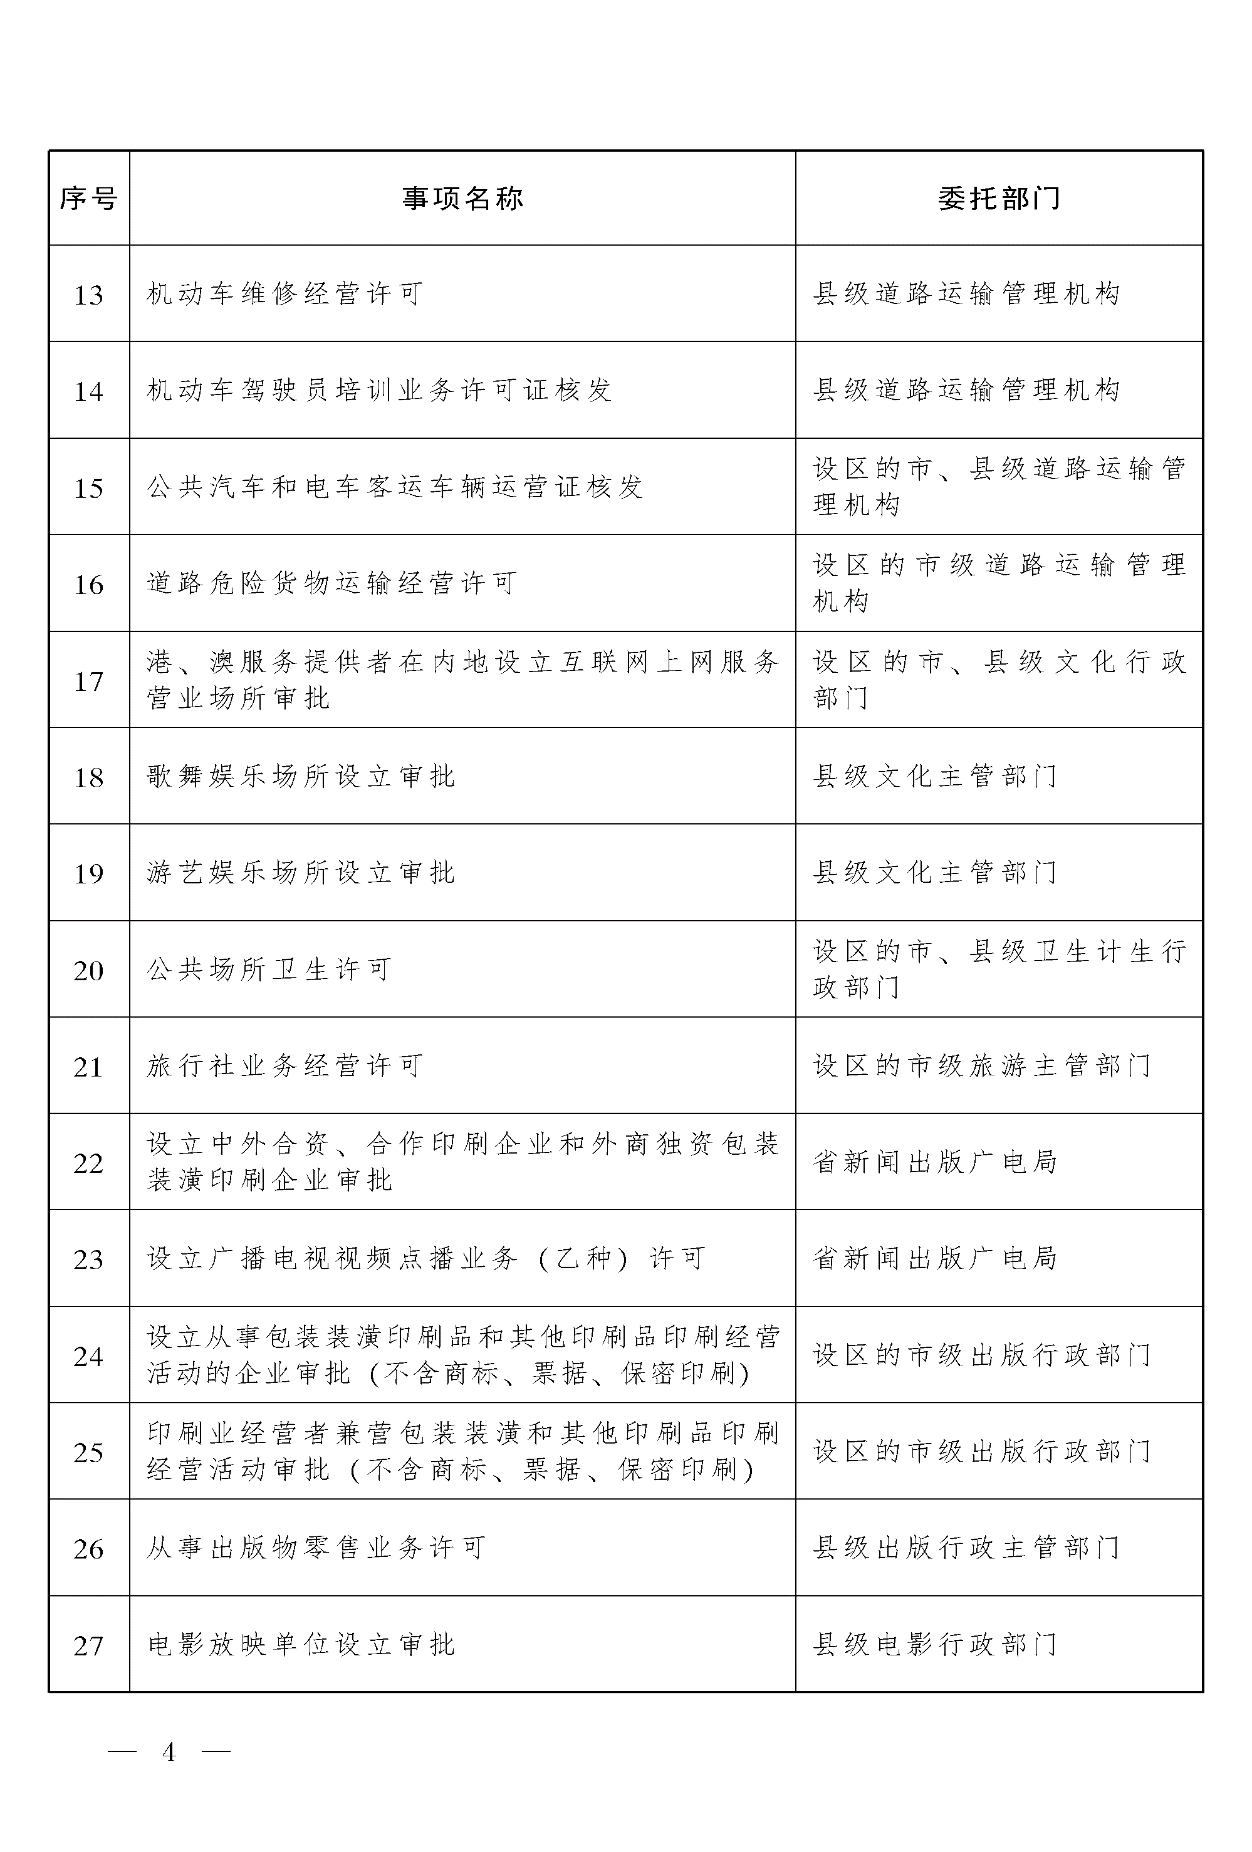 序号 事项名称 委托部门
13 机动车维修经营许可 县级道路运输管理机构
14 机动车驾驶员培训业务许可证核发 县级道路运输管理机构
15 公共汽车和电车客运车辆运营证核发 设区的市、县级道路运输管
理机构
16 道路危险货物运输经营许可 设区的市级道路运输管理
机构
17 港、澳服务提供者在内地设立互联网上网服务
营业场所审批
设区的市、县级文化行政
部门
18 歌舞娱乐场所设立审批 县级文化主管部门
19 游艺娱乐场所设立审批 县级文化主管部门
20 公共场所卫生许可 设区的市、县级卫生计生行
政部门
21 旅行社业务经营许可 设区的市级旅游主管部门
22 设立中外合资、合作印刷企业和外商独资包装
装潢印刷企业审批
省新闻出版广电局
23 设立广播电视视频点播业务（乙种）许可 省新闻出版广电局
24 设立从事包装装潢印刷品和其他印刷品印刷经营
活动的企业审批（不含商标、票据、保密印刷）
设区的市级出版行政部门
25 印刷业经营者兼营包装装潢和其他印刷品印刷
经营活动审批（不含商标、票据、保密印刷）
设区的市级出版行政部门
26 从事出版物零售业务许可 县级出版行政主管部门
27 电影放映单位设立审批 县级电影行政部门
— 4 —